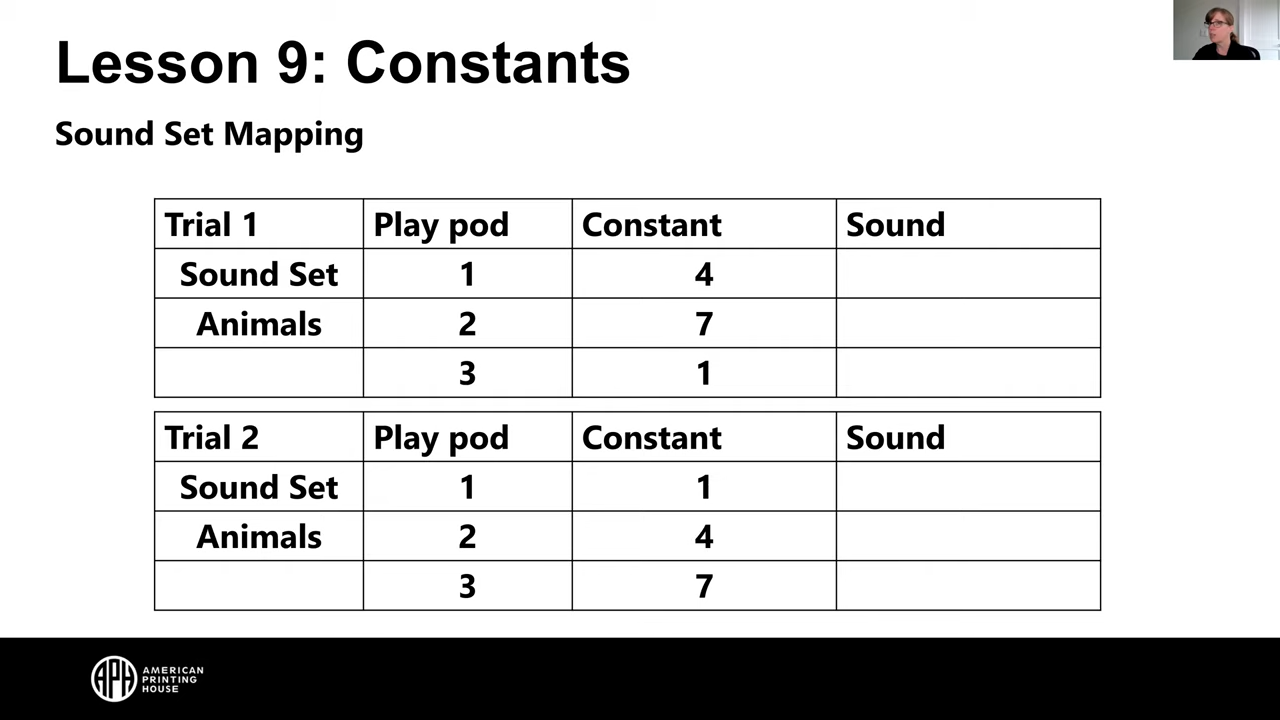 Lesson 9: Constants
Sound Set Mapping
Trial 1 Play pod Constant Sound
Sound Set 1 4
Animals 2 7
3 1
Trial 2 Play pod Constant Sound
Sound Set 1 1
Animals 2 4
3 7
APH
AMERICAN
PRINTING
HOUSE